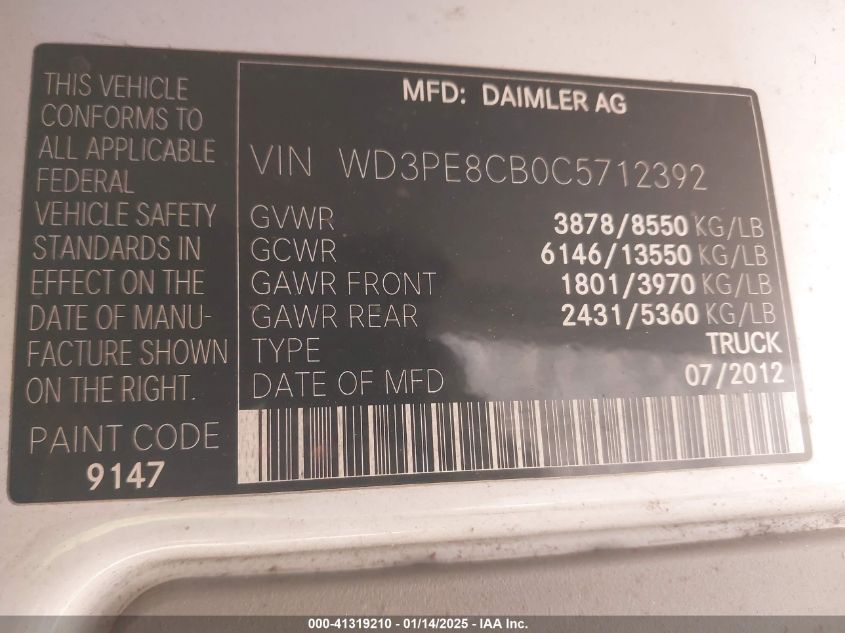 THIS VEHICLE
CONFORMS TO
ALL APPLICABLE
FEDERAL
VEHICLE SAFETY
STANDARDS IN
EFFECT ON THE
DATE OF MANU-
FACTURE SHOWN
ON THE RIGHT.
PAINT CODE
9147
MFD: DAIMLER AG
VIN WD3PE8CB0C5712392
GVWR 3878/8550 KG/LB
GCWR 6146/13550 KG/LB
GAWR FRONT 1801/3970 KG/LB
GAWR REAR 2431/5360 KG/LB
TYPE TRUCK
DATE OF MFD 07/2012
000-41319210 - 01/14/2025 - IAA Inc.